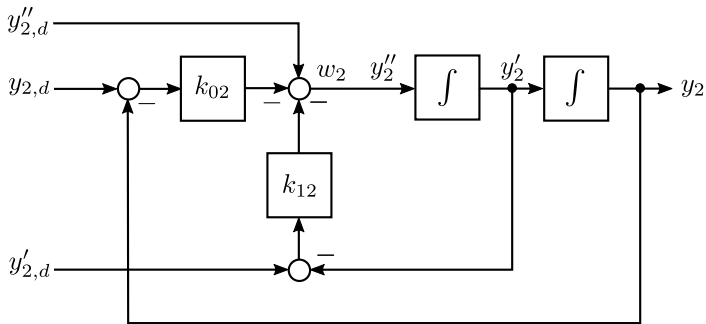 y''_{2,d}
y_{2,d}
−
k_{02}
−
−
w_2
y''_2
∫
y'_2
∫
y_2
k_{12}
y'_{2,d}
−